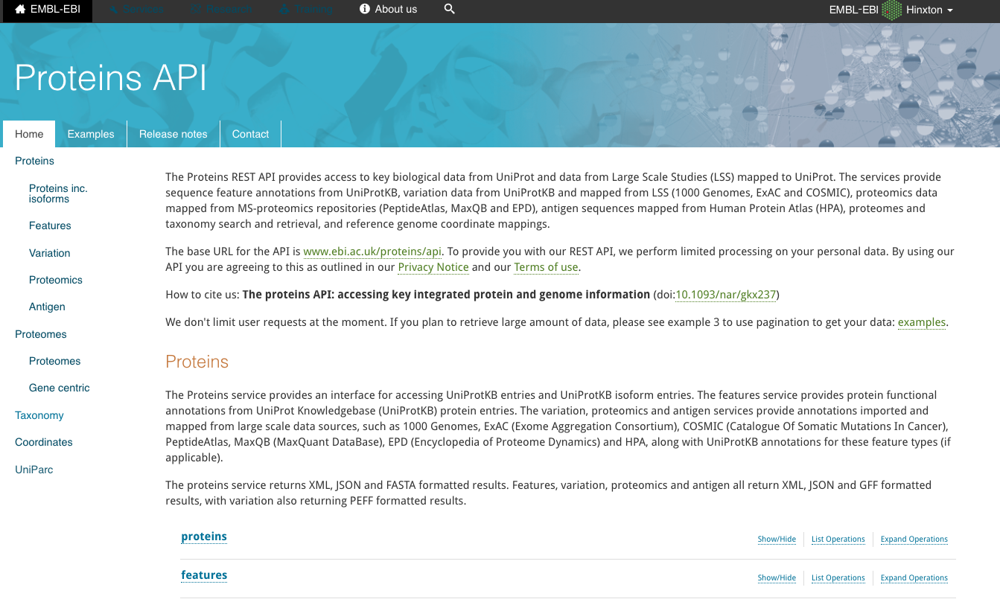 EMBL-EBI
Services
Research
Training
About us
EMBL-EBI Hinxton
Proteins API
Home
Examples
Release notes
Contact
Proteins
Proteins inc.
isoforms
Features
Variation
Proteomics
Antigen
Proteomes
Proteomes
Gene centric
Taxonomy
Coordinates
UniParc
The Proteins REST API provides access to key biological data from UniProt and data from Large Scale Studies (LSS) mapped to UniProt. The services provide
sequence feature annotations from UniProtKB, variation data from UniProtKB and mapped from LSS (1000 Genomes, ExAC and COSMIC), proteomics data
mapped from MS-proteomics repositories (PeptideAtlas, MaxQB and EPD), antigen sequences mapped from Human Protein Atlas (HPA), proteomes and
taxonomy search and retrieval, and reference genome coordinate mappings.
The base URL for the API is www.ebi.ac.uk/proteins/api. To provide you with our REST API, we perform limited processing on your personal data. By using our
API you are agreeing to this as outlined in our Privacy Notice and our Terms of use.
How to cite us: The proteins API: accessing key integrated protein and genome information (doi:10.1093/nar/gkx237)
We don't limit user requests at the moment. If you plan to retrieve large amount of data, please see example 3 to use pagination to get your data: examples.
Proteins
The Proteins service provides an interface for accessing UniProtKB entries and UniProtKB isoform entries. The features service provides protein functional
annotations from UniProt Knowledgebase (UniProtKB) protein entries. The variation, proteomics and antigen services provide annotations imported and
mapped from large scale data sources, such as 1000 Genomes, ExAC (Exome Aggregation Consortium), COSMIC (Catalogue Of Somatic Mutations In Cancer),
PeptideAtlas, MaxQB (MaxQuant DataBase), EPD (Encyclopedia of Proteome Dynamics) and HPA, along with UniProtKB annotations for these feature types (if
applicable).
The proteins service returns XML, JSON and FASTA formatted results. Features, variation, proteomics and antigen all return XML, JSON and GFF formatted
results, with variation also returning PEFF formatted results.
proteins
Show/Hide
List Operations
Expand Operations
features
Show/Hide
List Operations
Expand Operations